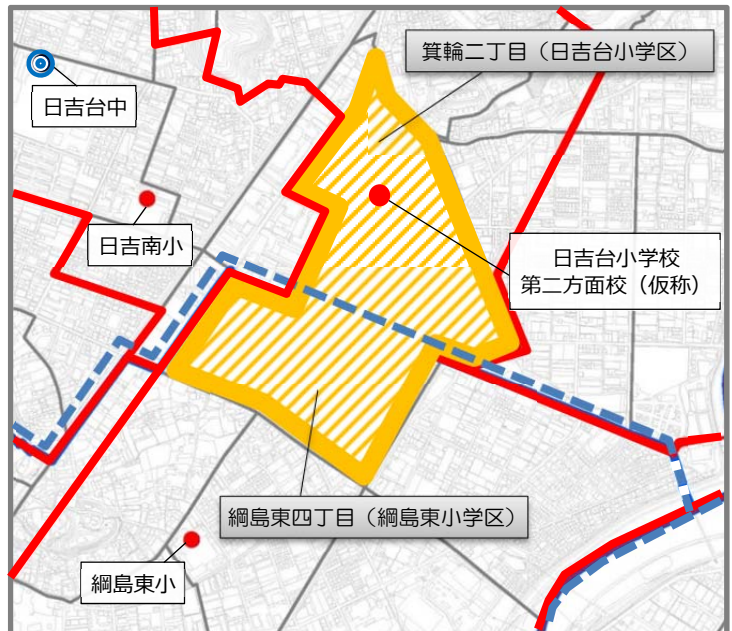 箕輪二丁目（日吉台小学区）
日吉台中
日吉南小
日吉台小学校
第二方面校（仮称）
綱島東四丁目（綱島東小学区）
綱島東小